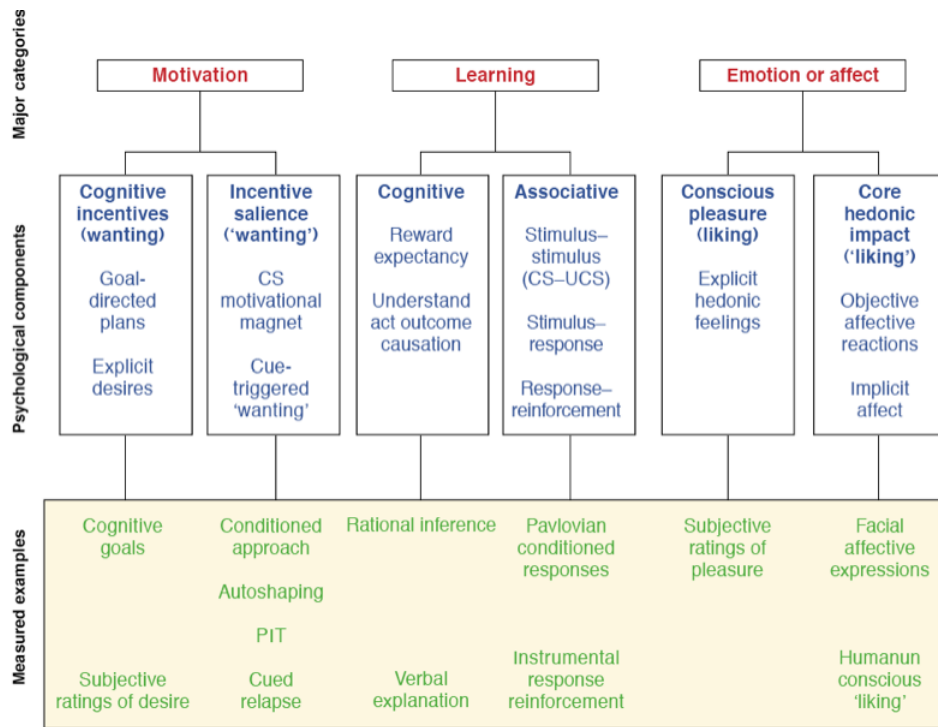 Major categories
Motivation
Learning
Emotion or affect
Psychological components
Cognitive
incentives
(wanting)
Goal-
directed
plans
Explicit
desires
Incentive
salience
(‘wanting’)
CS
motivational
magnet
Cue-
triggered
‘wanting’
Cognitive
Reward
expectancy
Understand
act outcome
causation
Associative
Stimulus–
stimulus
(CS–UCS)
Stimulus–
response
Response–
reinforcement
Conscious
pleasure
(liking)
Explicit
hedonic
feelings
Core
hedonic
impact
(‘liking’)
Objective
affective
reactions
Implicit
affect
Measured examples
Cognitive
goals
Subjective
ratings of desire
Conditioned
approach
Autoshaping
PIT
Cued
relapse
Rational inference
Verbal
explanation
Pavlovian
conditioned
responses
Instrumental
response
reinforcement
Subjective
ratings of
pleasure
Facial
affective
expressions
Humanun
conscious
‘liking’